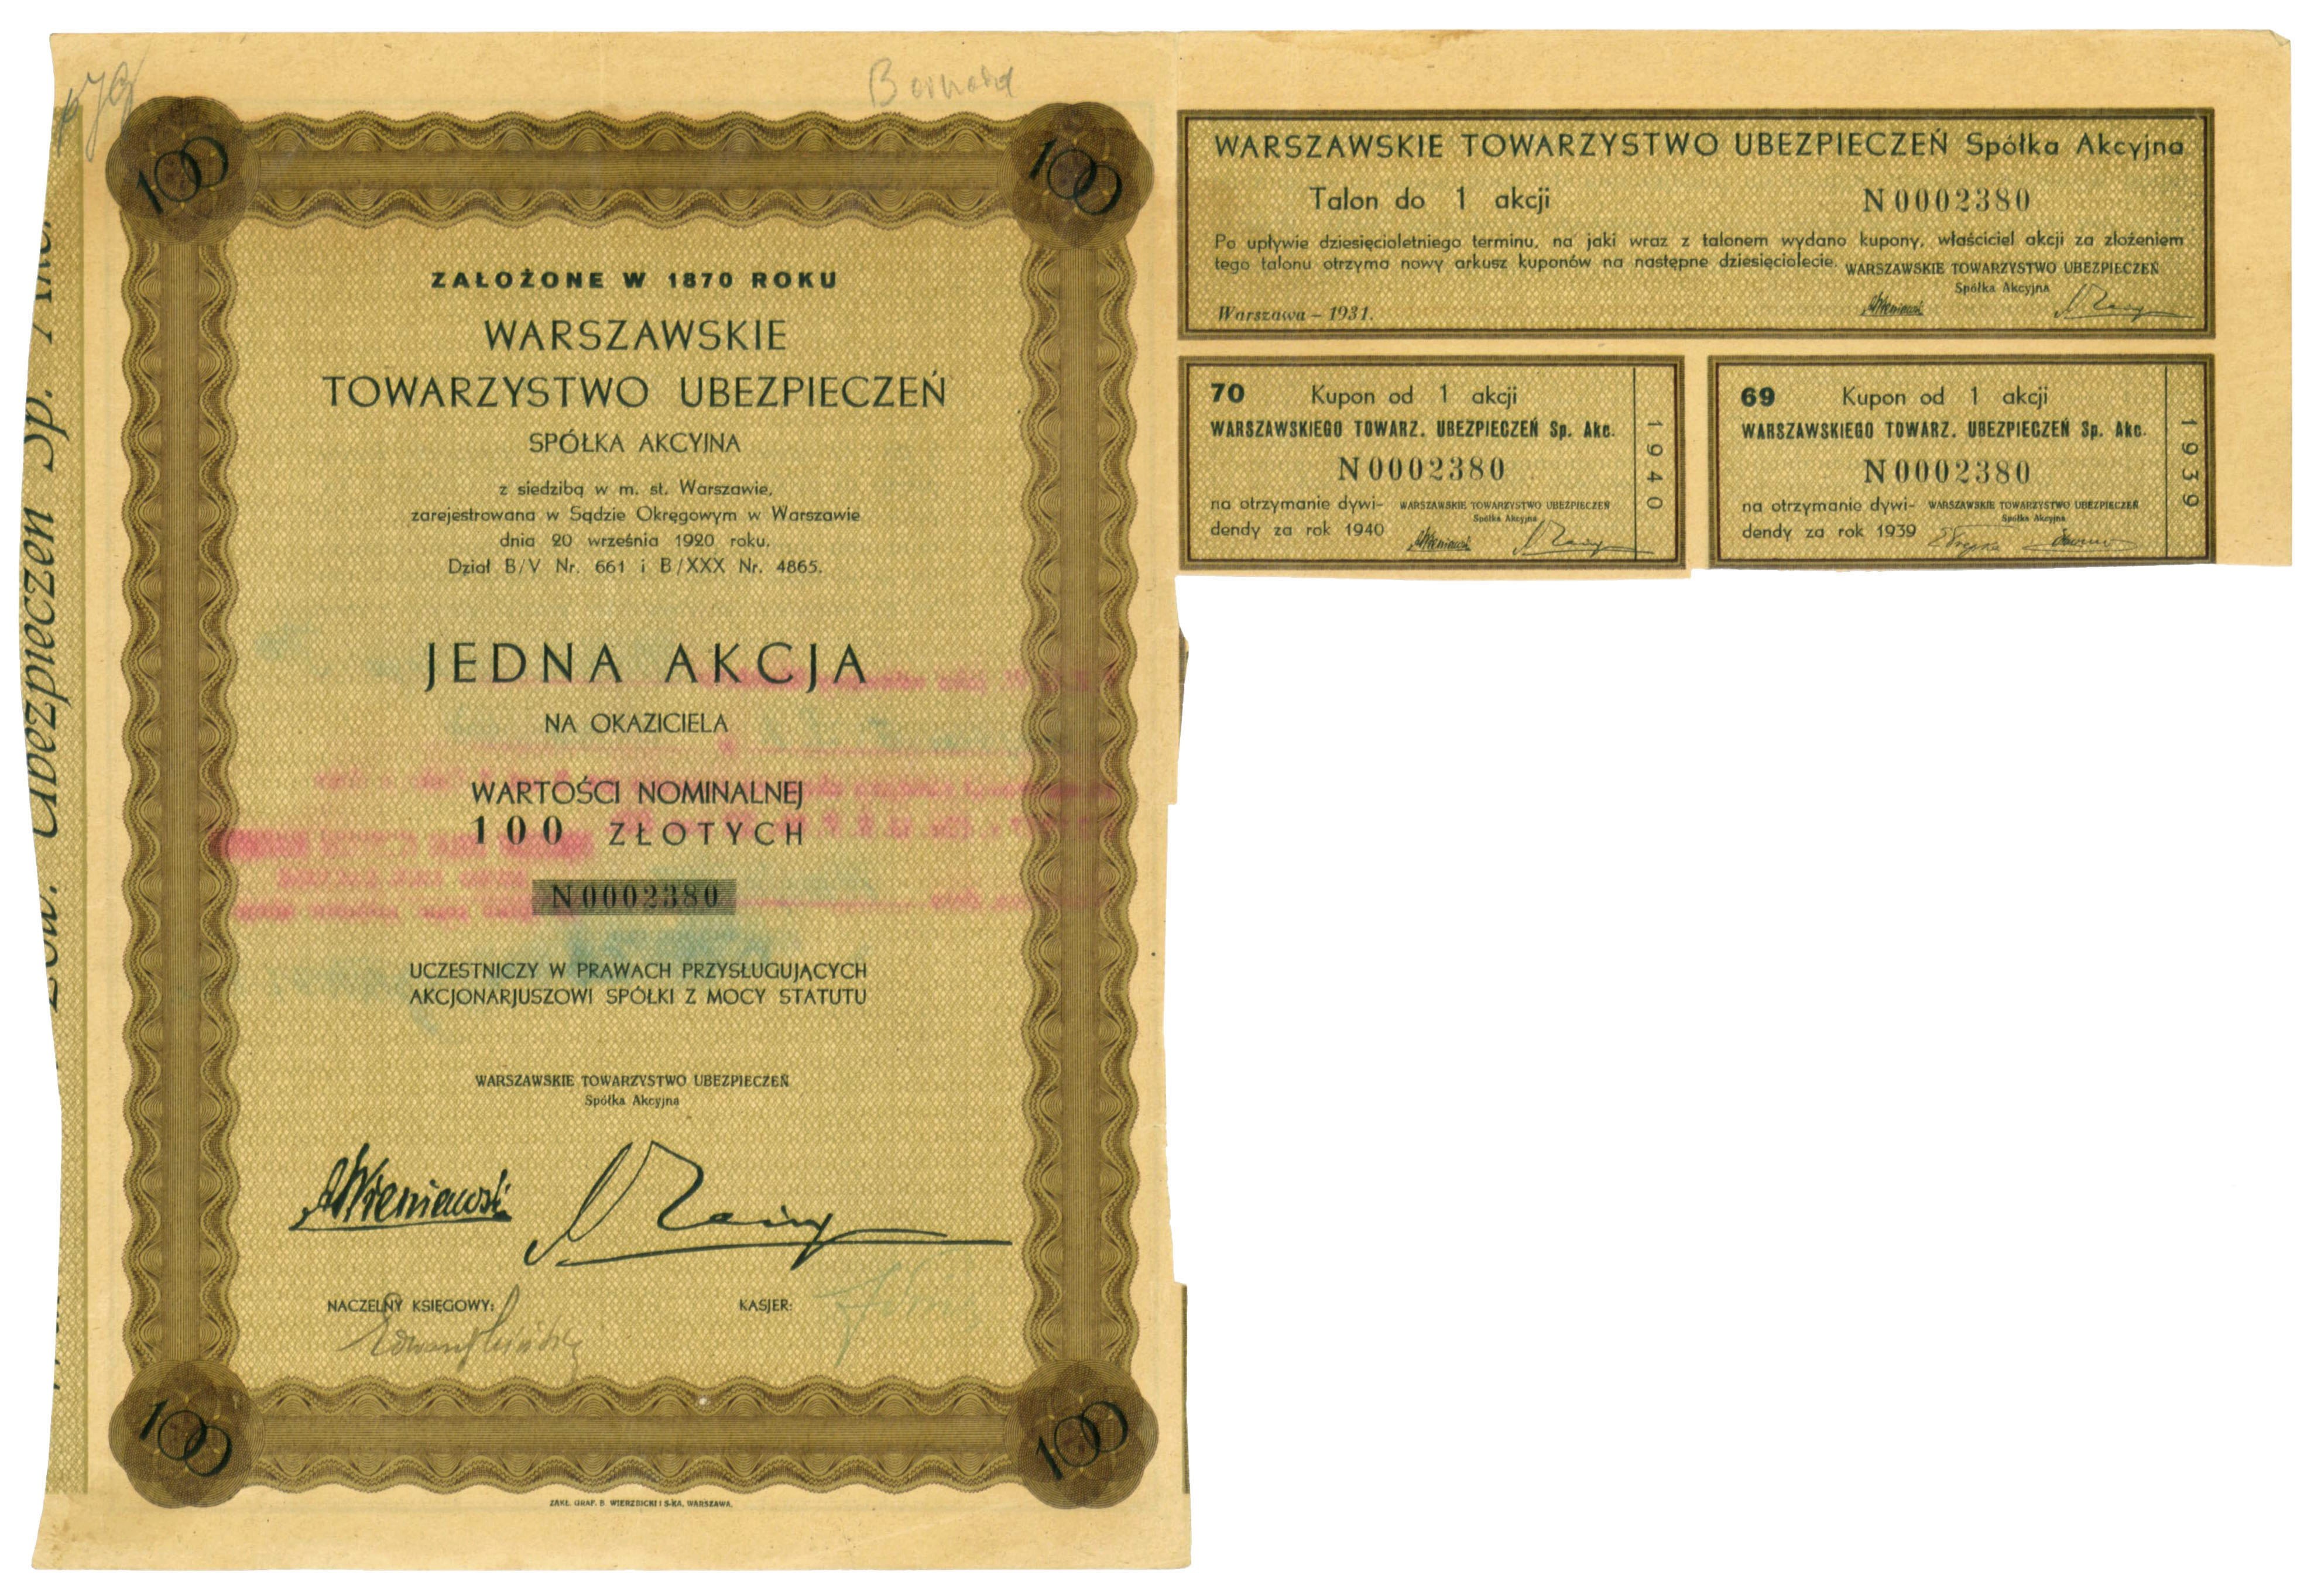 Bernard
100
100
ZAŁOŻONE W 1870 ROKU
WARSZAWSKIE
TOWARZYSTWO UBEZPIECZEŃ
SPÓŁKA AKCYJNA
z siedzibą w m. st. Warszawie,
zarejestrowana w Sądzie Okręgowym w Warszawie
dnia 20 września 1920 roku.
Dział B/V Nr. 661 i B/XXX Nr. 4865.
JEDNA AKCJA
NA OKAZICIELA
WARTOŚCI NOMINALNEJ
100 ZŁOTYCH
N0002380
UCZESTNICZY W PRAWACH PRZYSŁUGUJĄCYCH
AKCJONARJUSZOWI SPÓŁKI Z MOCY STATUTU
WARSZAWSKIE TOWARZYSTWO UBEZPIECZEŃ
Spółka Akcyjna
AWieniawski
NACZELNY KSIĘGOWY: KASJER:
100
100
ZAKŁ. GRAF. B. WIERZBICKI I S-KA, WARSZAWA.
Ubezpieczeń Sp.
WARSZAWSKIE TOWARZYSTWO UBEZPIECZEŃ Spółka Akcyjna
Talon do 1 akcji N0002380
Po upływie dziesięcioletniego terminu, na jaki wraz z talonem wydano kupony, właściciel akcji za złożeniem
tego talonu otrzyma nowy arkusz kuponów na następne dziesięciolecie.
WARSZAWSKIE TOWARZYSTWO UBEZPIECZEŃ
Spółka Akcyjna
Warszawa – 1931.
AWieniawski
70 Kupon od 1 akcji
WARSZAWSKIEGO TOWARZ. UBEZPIECZEŃ Sp. Akc.
N0002380
na otrzymanie dywi-
dendy za rok 1940
WARSZAWSKIE TOWARZYSTWO UBEZPIECZEŃ
Spółka Akcyjna
AWieniawski
1940
69 Kupon od 1 akcji
WARSZAWSKIEGO TOWARZ. UBEZPIECZEŃ Sp. Akc.
N0002380
na otrzymanie dywi-
dendy za rok 1939
WARSZAWSKIE TOWARZYSTWO UBEZPIECZEŃ
Spółka Akcyjna
1939